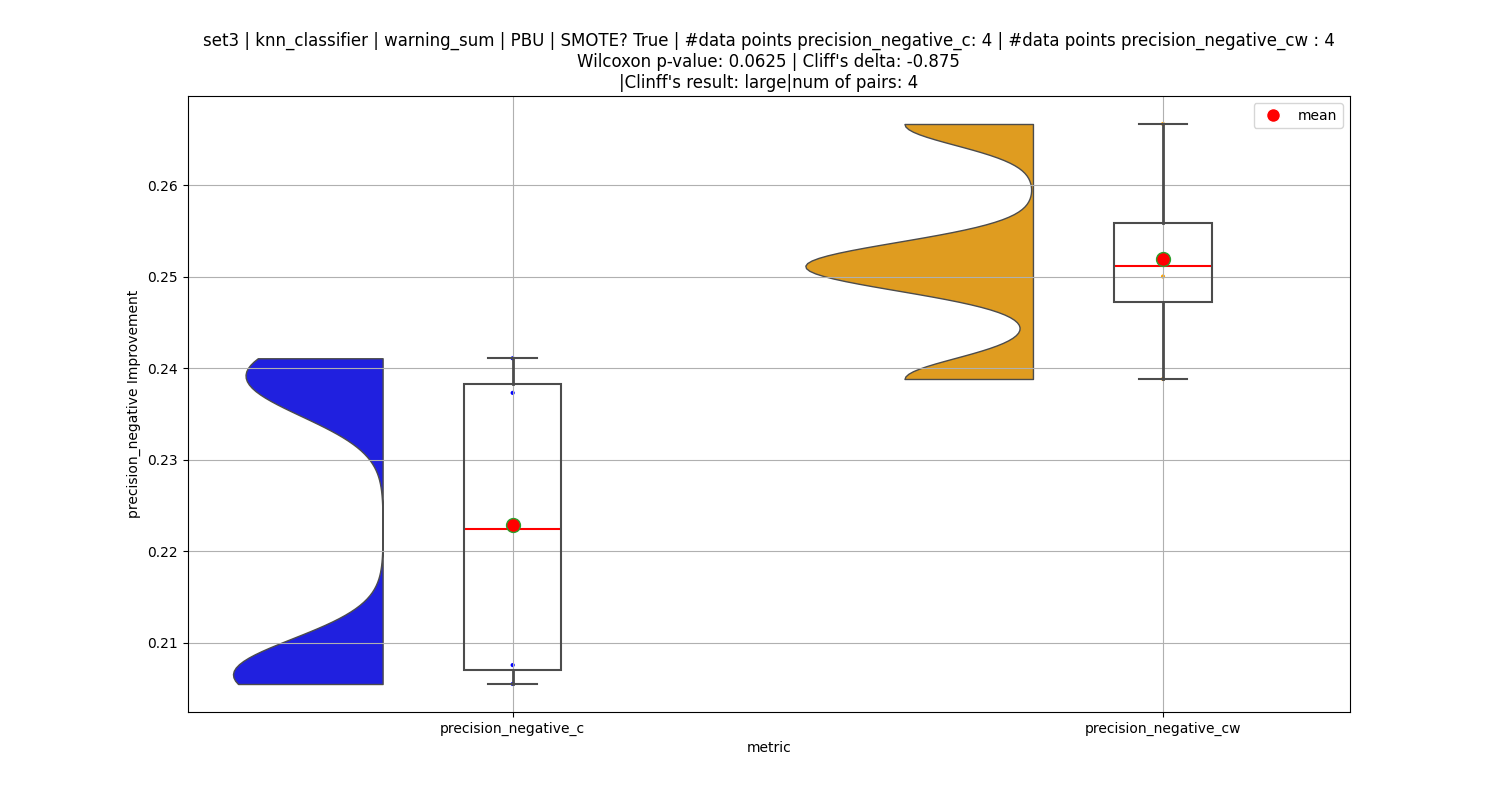 set3 | knn_classifier | warning_sum | PBU | SMOTE? True | #data points precision_negative_c: 4 | #data points precision_negative_cw : 4
Wilcoxon p-value: 0.0625 | Cliff's delta: -0.875
|Clinff's result: large|num of pairs: 4
mean
0.26
0.25
0.24
0.23
0.22
0.21
precision_negative Improvement
precision_negative_c
precision_negative_cw
metric